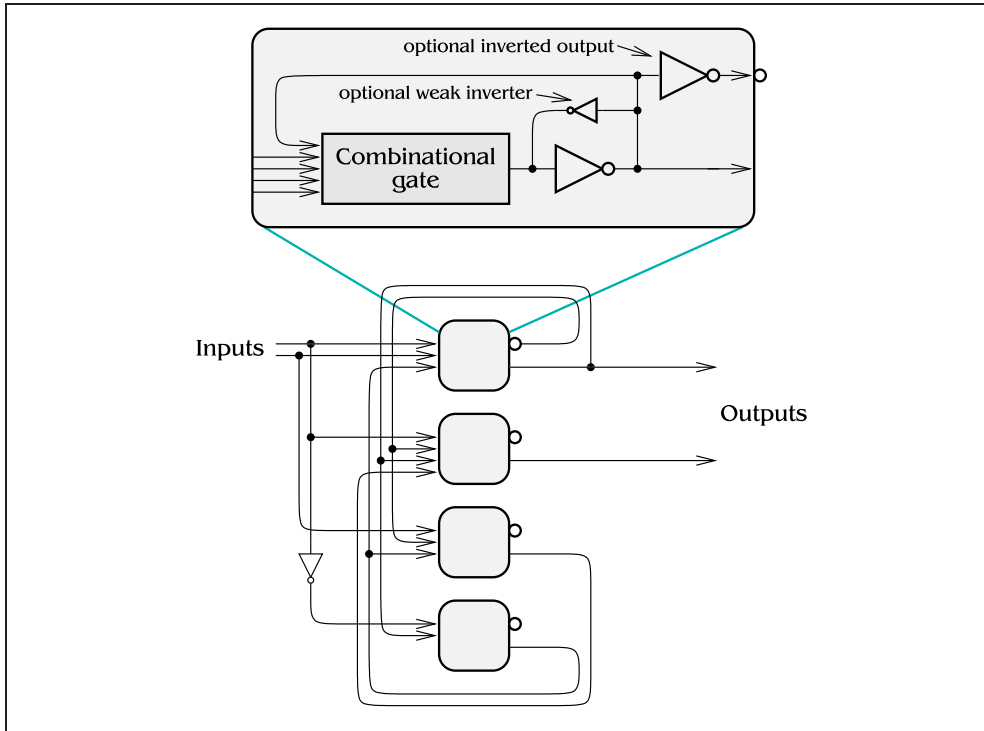 optional inverted output
optional weak inverter
Combinational
gate
Inputs
Outputs